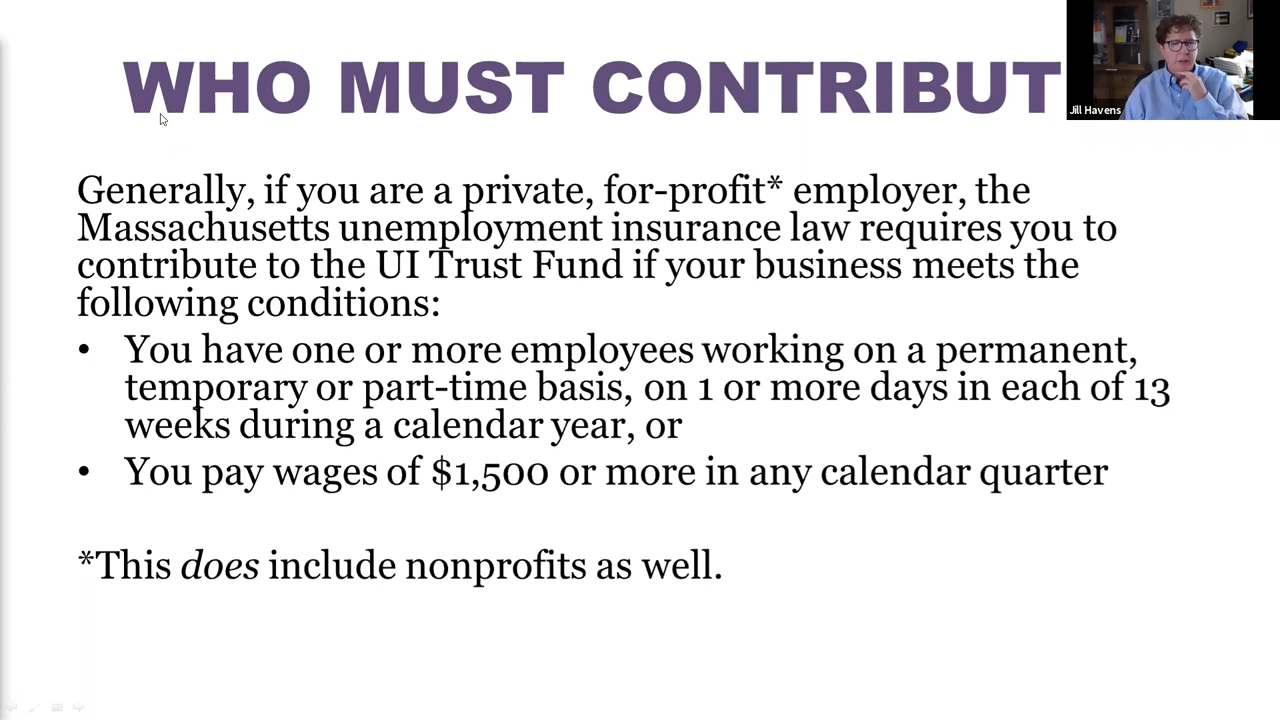 WHO MUST CONTRIBUT
Jill Havens
Generally, if you are a private, for-profit* employer, the
Massachusetts unemployment insurance law requires you to
contribute to the UI Trust Fund if your business meets the
following conditions:
• You have one or more employees working on a permanent,
temporary or part-time basis, on 1 or more days in each of 13
weeks during a calendar year, or
• You pay wages of $1,500 or more in any calendar quarter
*This does include nonprofits as well.